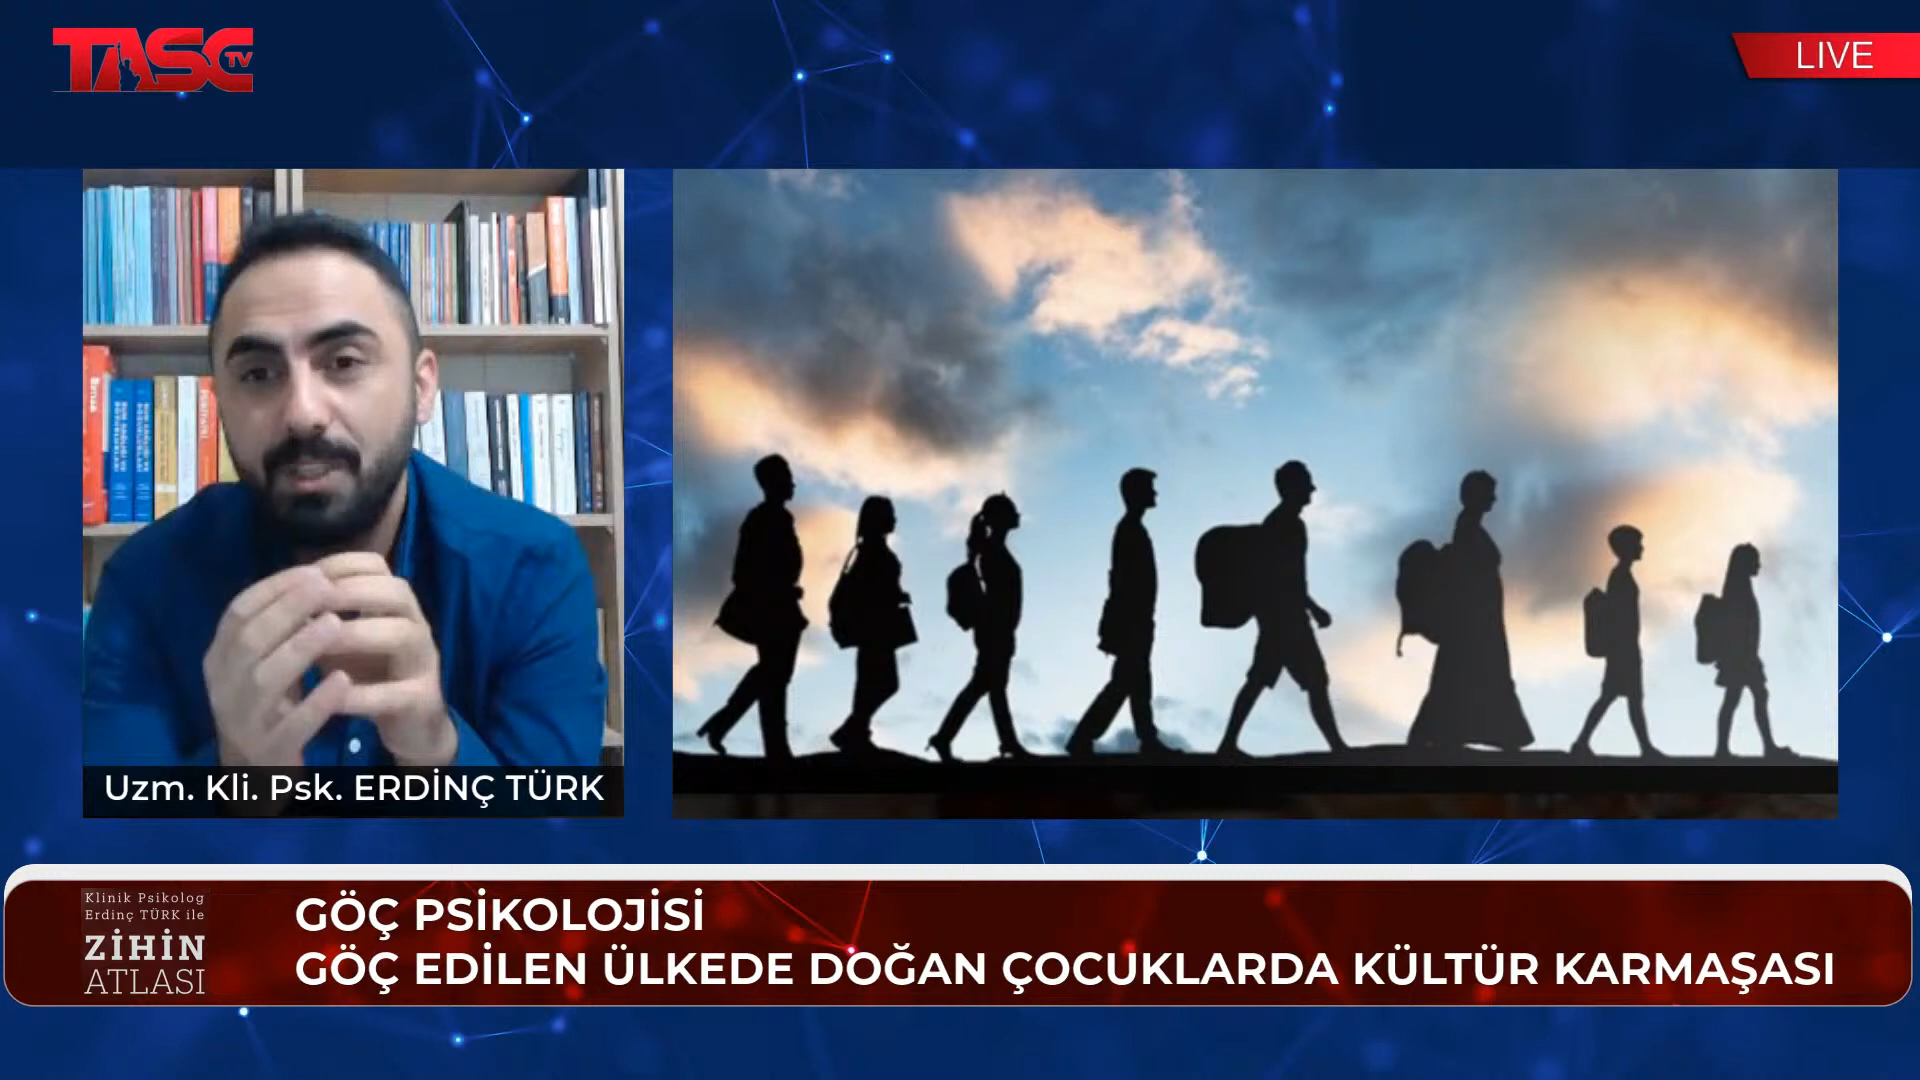 TASC TV
LIVE
Uzm. Kli. Psk. ERDİNÇ TÜRK
Klinik Psikolog
Erdinç TÜRK ile
ZİHİN
ATLASI
GÖÇ PSİKOLOJİSİ
GÖÇ EDİLEN ÜLKEDE DOĞAN ÇOCUKLARDA KÜLTÜR KARMAŞASI